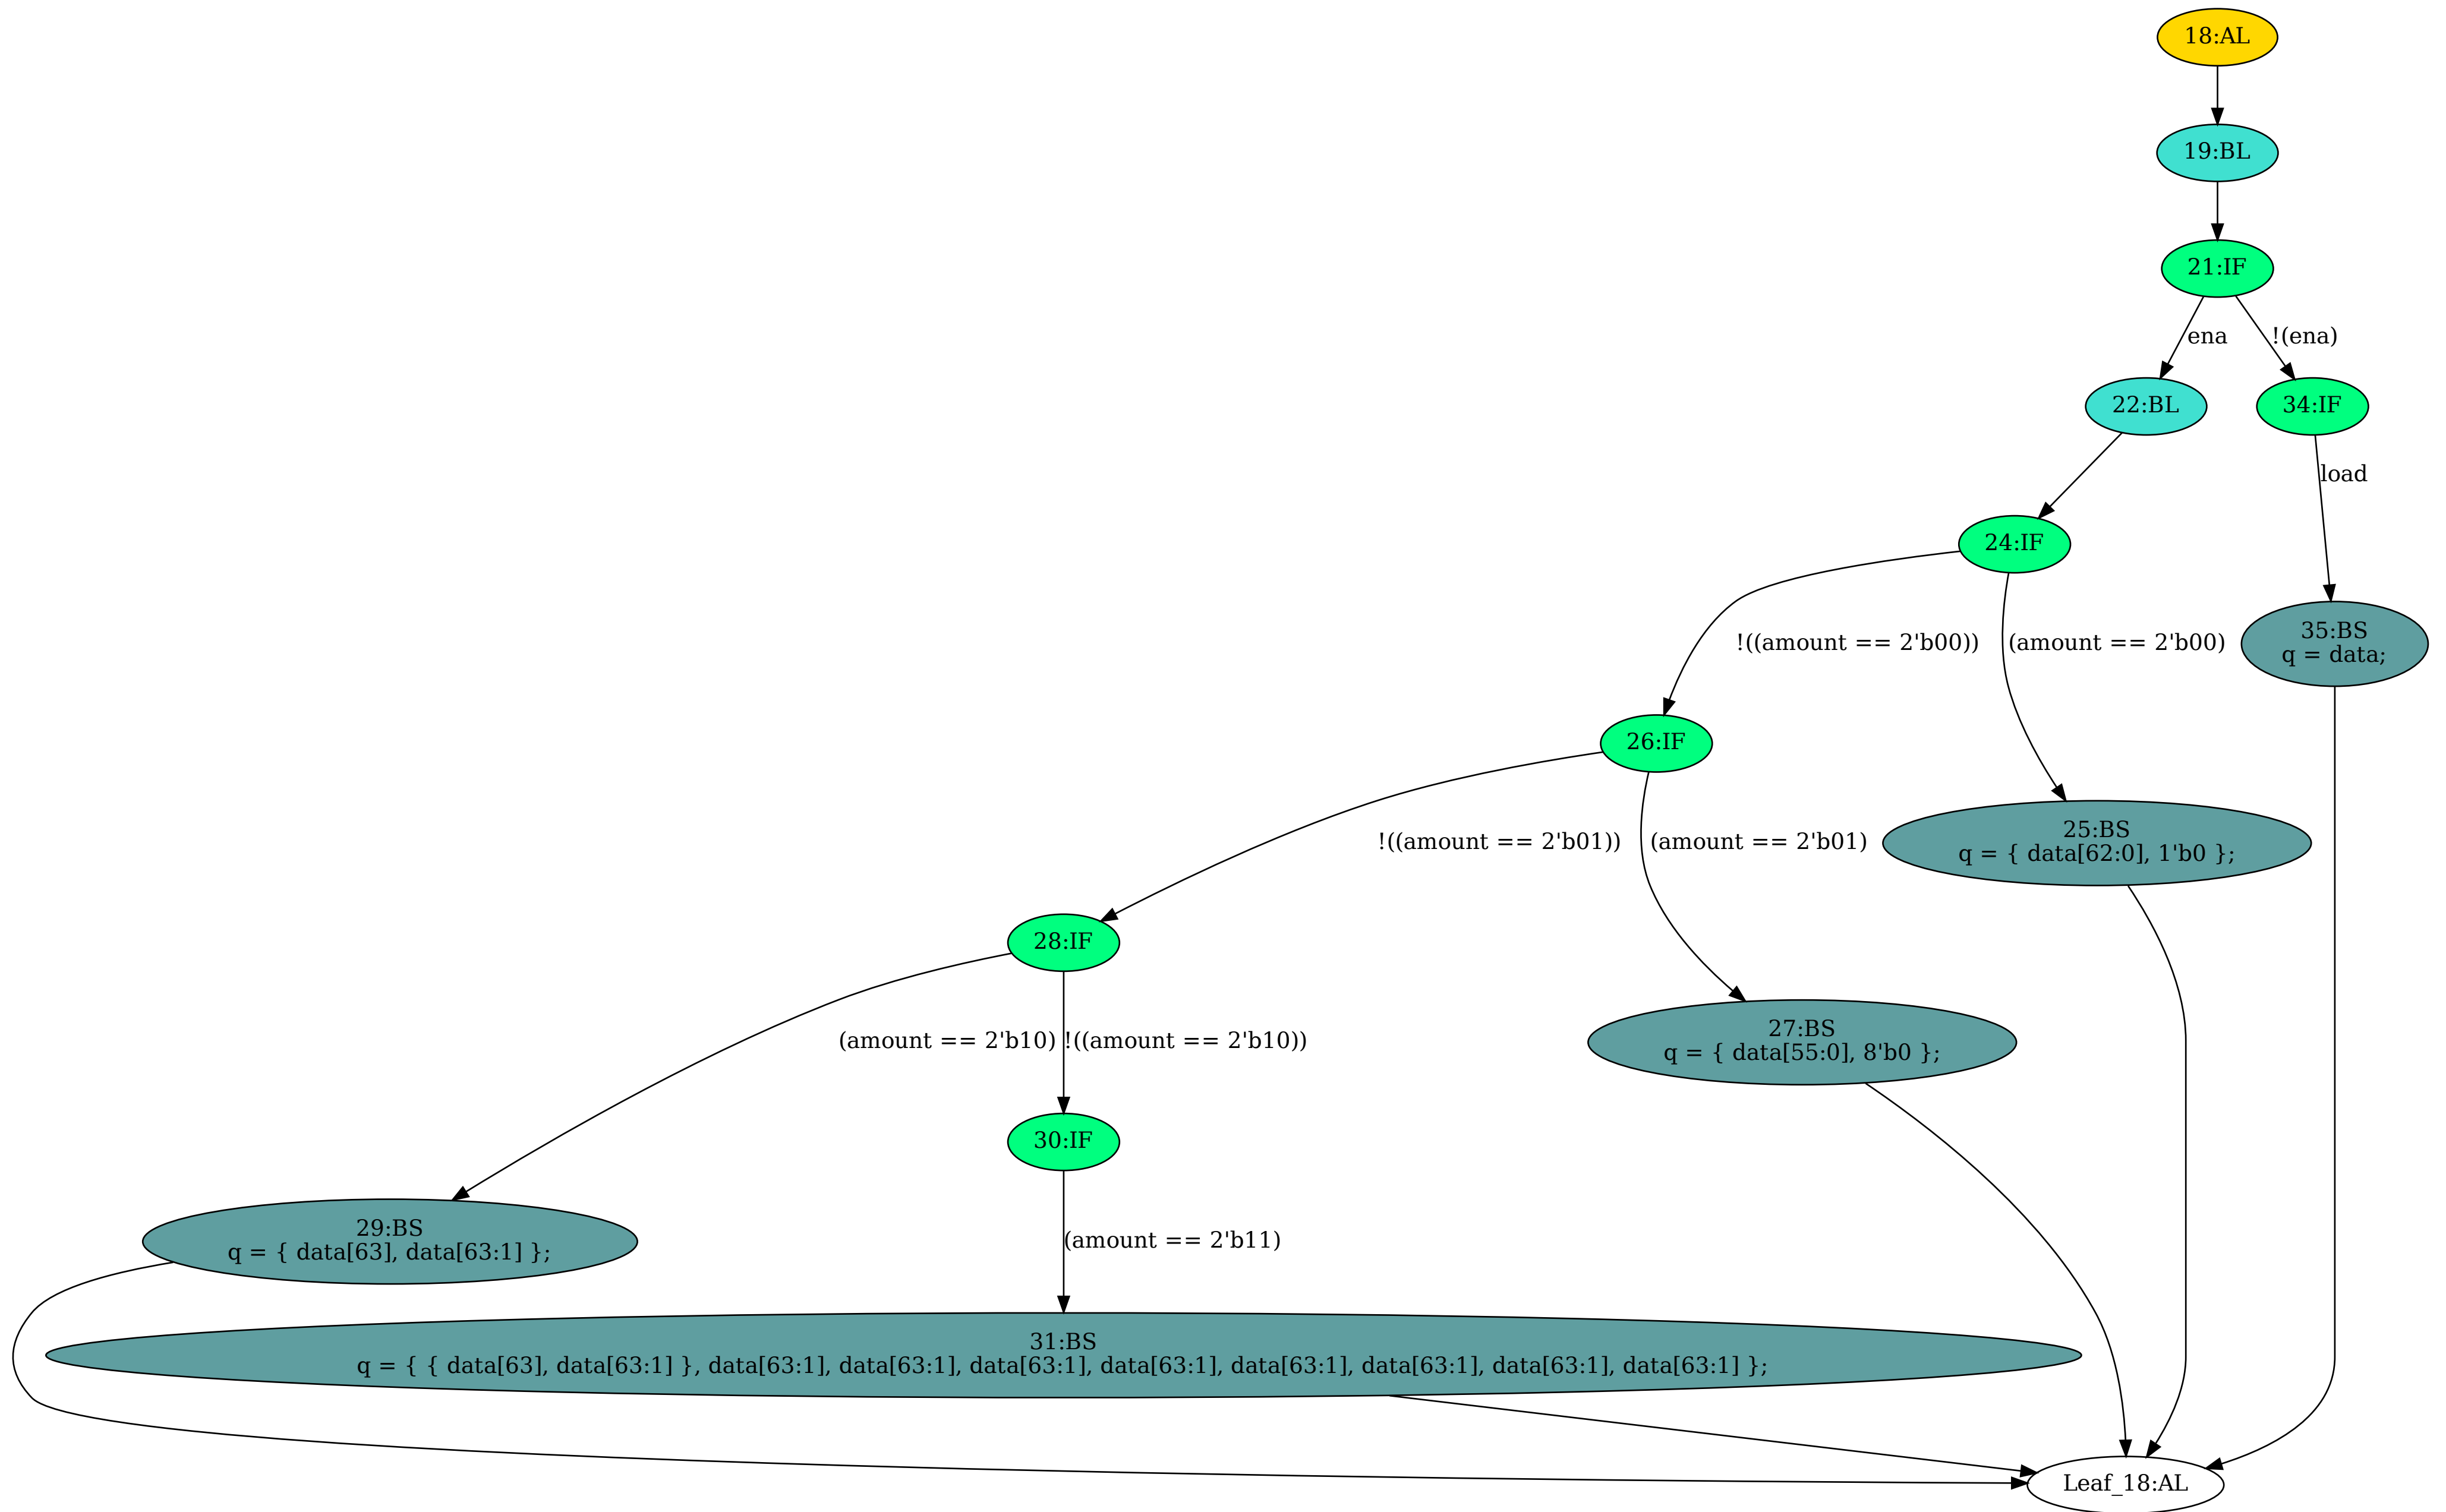 18:AL
19:BL
21:IF
ena
!(ena)
22:BL
34:IF
load
24:IF
35:BS
q = data;
!((amount == 2'b00))
(amount == 2'b00)
26:IF
25:BS
q = { data[62:0], 1'b0 };
!((amount == 2'b01))
(amount == 2'b01)
28:IF
27:BS
q = { data[55:0], 8'b0 };
(amount == 2'b10)
!((amount == 2'b10))
30:IF
29:BS
q = { data[63], data[63:1] };
(amount == 2'b11)
31:BS
q = { { data[63], data[63:1] }, data[63:1], data[63:1], data[63:1], data[63:1], data[63:1], data[63:1], data[63:1], data[63:1] };
Leaf_18:AL